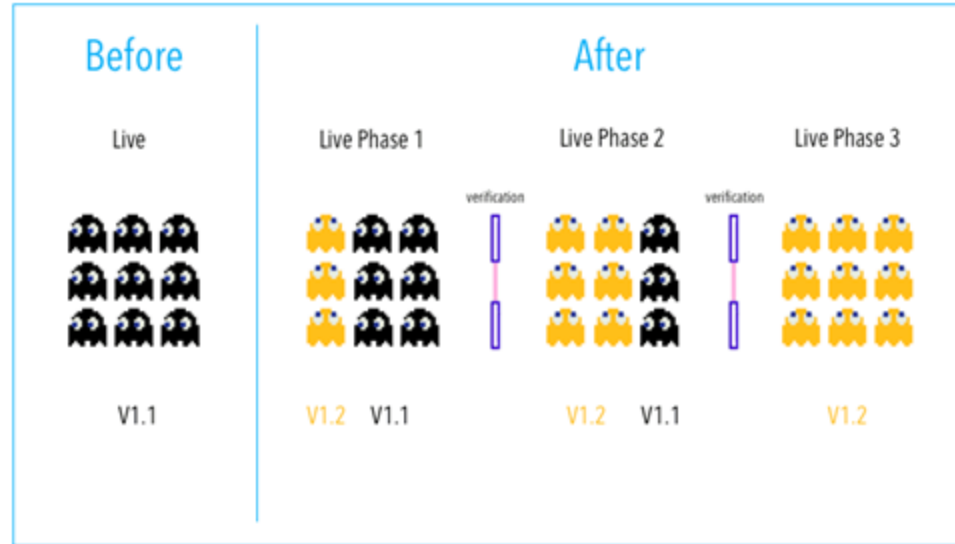 Before
After
Live
Live Phase 1
Live Phase 2
Live Phase 3
verification
verification
V1.1
V1.2
V1.1
V1.2
V1.1
V1.2